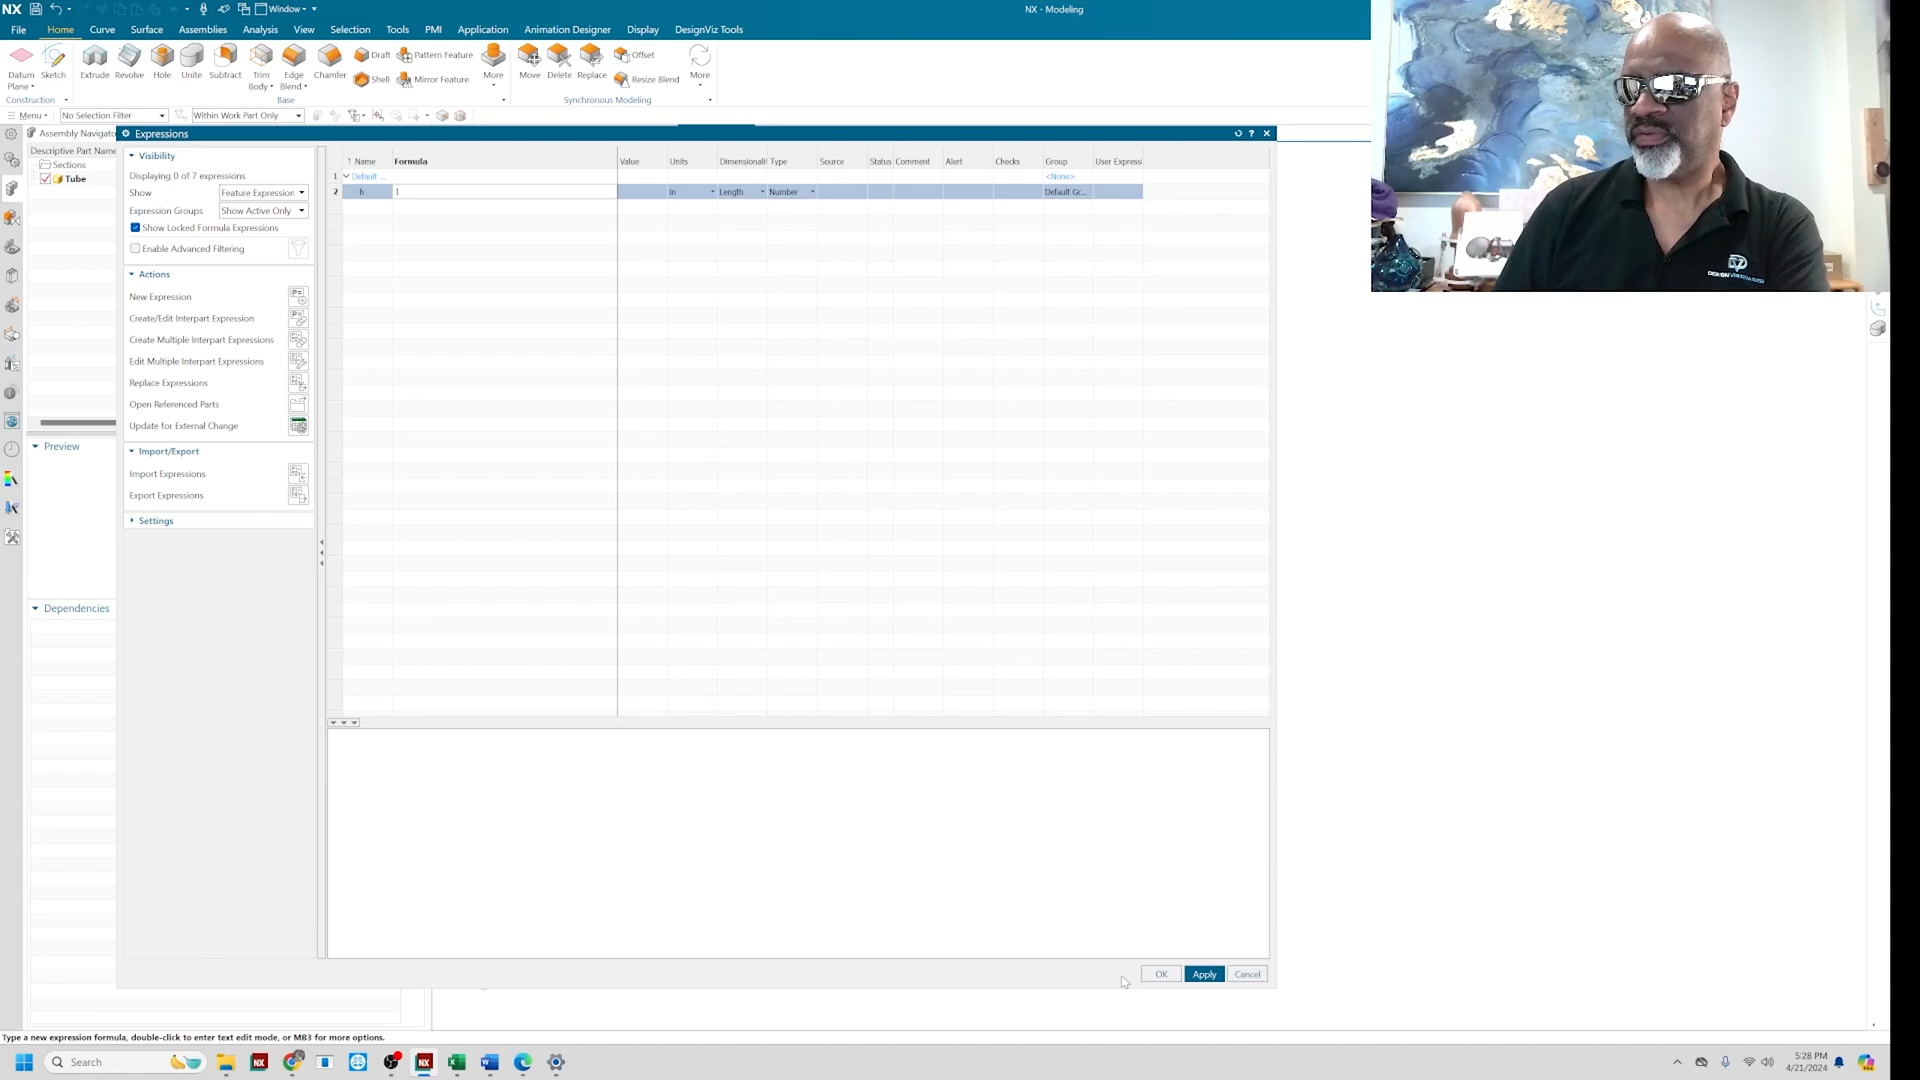 NX
Window
NX - Modeling
File Home Curve Surface Assemblies Analysis View Selection Tools PMI Application Animation Designer Display DesignViz Tools
Datum Plane Sketch Extrude Revolve Hole Unite Subtract Trim Body Edge Blend Chamfer Draft Shell Pattern Feature Mirror Feature More Move Delete Replace Offset Resize Blend More
Construction Base Synchronous Modeling
Menu No Selection Filter Within Work Part Only
Assembly Navigato
Descriptive Part Name
Sections
Tube
Preview
Dependencies
Expressions
Visibility
Displaying 0 of 7 expressions
Show Feature Expression
Expression Groups Show Active Only
Show Locked Formula Expressions
Enable Advanced Filtering
Actions
New Expression
Create/Edit Interpart Expression
Create Multiple Interpart Expressions
Edit Multiple Interpart Expressions
Replace Expressions
Open Referenced Parts
Update for External Change
Import/Export
Import Expressions
Export Expressions
Settings
Name Formula Value Units Dimensionali Type Source Status Comment Alert Checks Group User Expressi
1 Default ... <None>
2 h 1 in Length Number Default Gr...
OK Apply Cancel
Type a new expression formula, double-click to enter text edit mode, or MB3 for more options.
Search
5:28 PM
4/21/2024